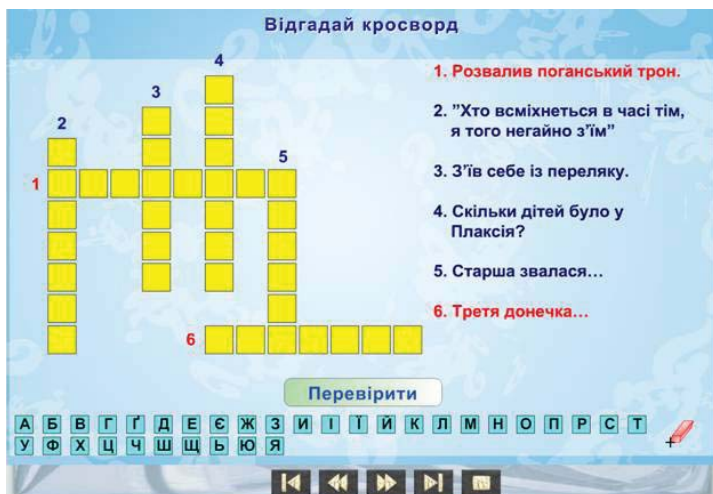 Відгадай кросворд
4
3
2
5
1
6
1. Розвалив поганський трон.
2. ”Хто всміхнеться в часі тім,
я того негайно з’їм”
3. З’їв себе із переляку.
4. Скільки дітей було у
Плаксія?
5. Старша звалася...
6. Третя донечка...
Перевірити
А Б В Г Ґ Д Е Є Ж З И І Ї Й К Л М Н О П Р С Т
У Ф Х Ц Ч Ш Щ Ь Ю Я